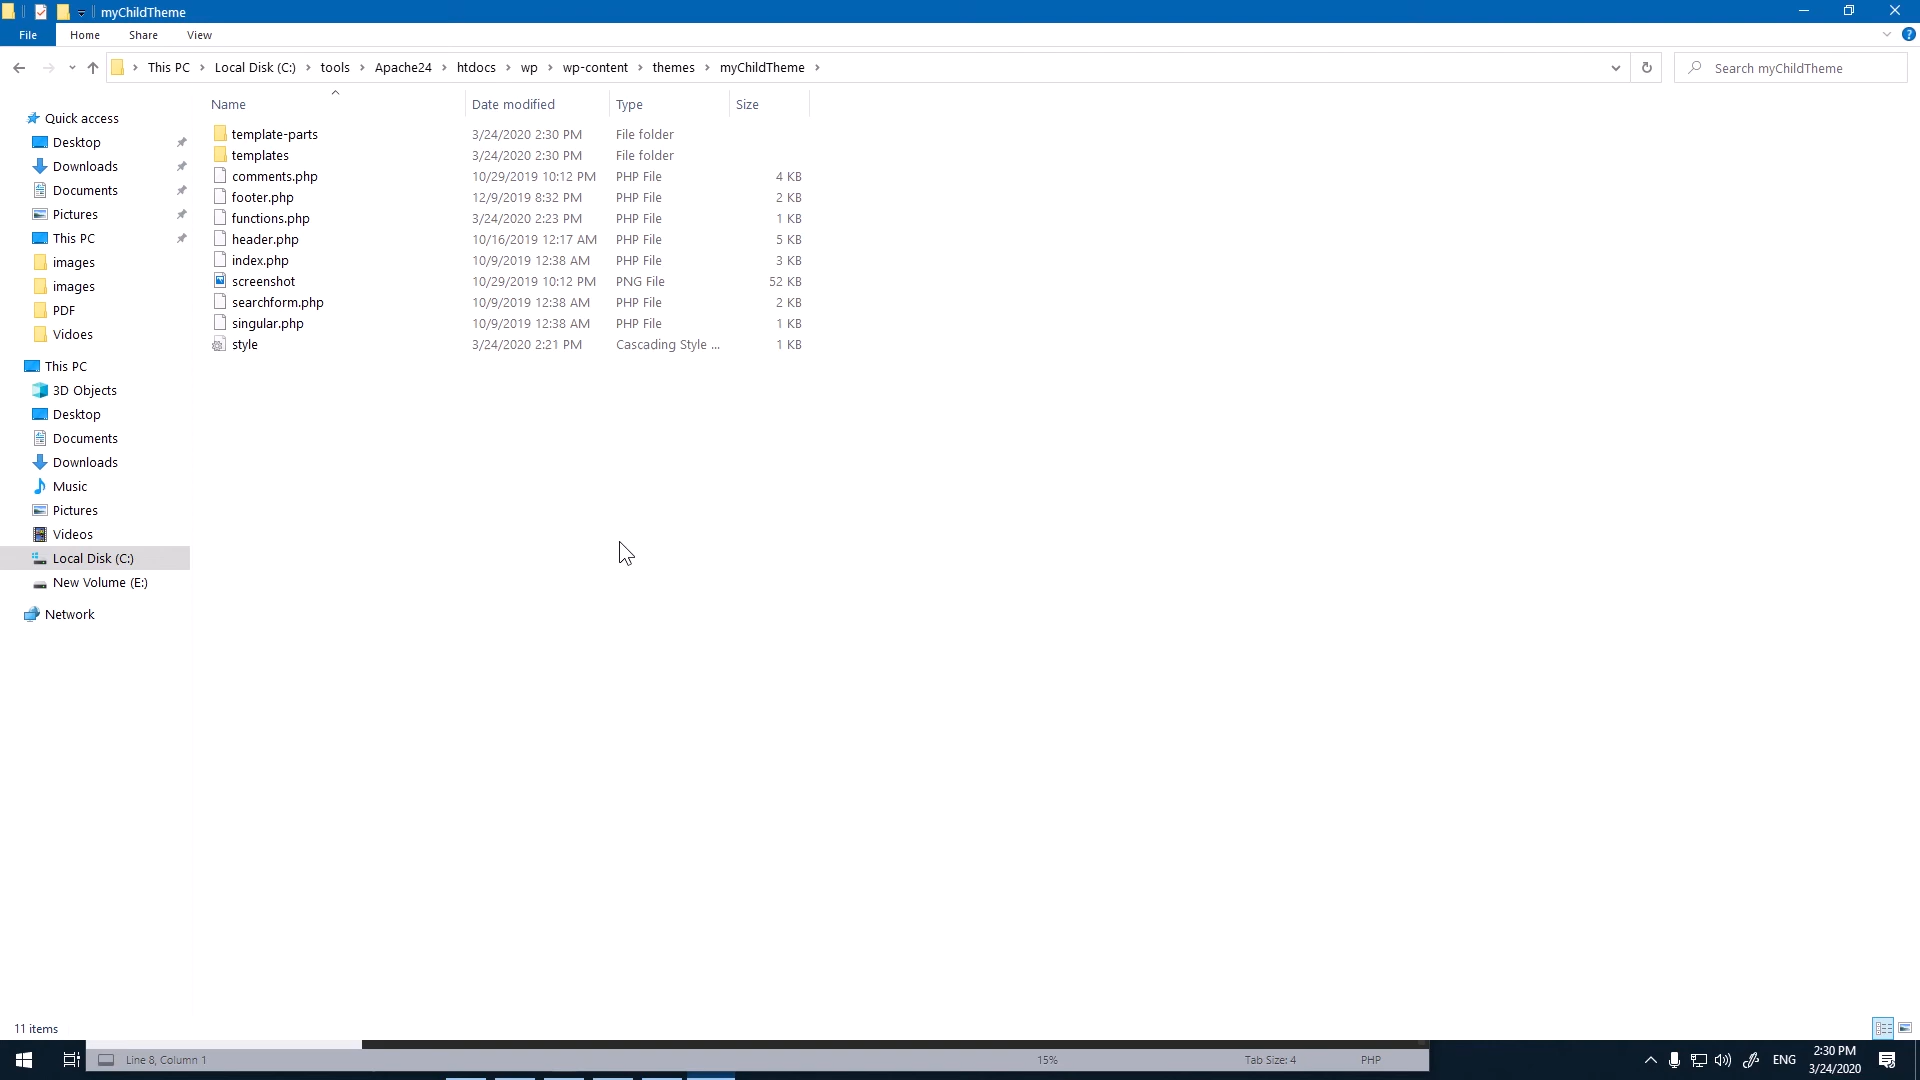 myChildTheme
File Home Share View
This PC Local Disk (C:) tools Apache24 htdocs wp wp-content themes myChildTheme
Search myChildTheme
Name Date modified Type Size
Quick access
Desktop
Downloads
Documents
Pictures
This PC
images
images
PDF
Vidoes
This PC
3D Objects
Desktop
Documents
Downloads
Music
Pictures
Videos
Local Disk (C:)
New Volume (E:)
Network
template-parts 3/24/2020 2:30 PM File folder
templates 3/24/2020 2:30 PM File folder
comments.php 10/29/2019 10:12 PM PHP File 4 KB
footer.php 12/9/2019 8:32 PM PHP File 2 KB
functions.php 3/24/2020 2:23 PM PHP File 1 KB
header.php 10/16/2019 12:17 AM PHP File 5 KB
index.php 10/9/2019 12:38 AM PHP File 3 KB
screenshot 10/29/2019 10:12 PM PNG File 52 KB
searchform.php 10/9/2019 12:38 AM PHP File 2 KB
singular.php 10/9/2019 12:38 AM PHP File 1 KB
style 3/24/2020 2:21 PM Cascading Style ... 1 KB
11 items
Line 8, Column 1 15% Tab Size: 4 PHP
ENG
2:30 PM
3/24/2020